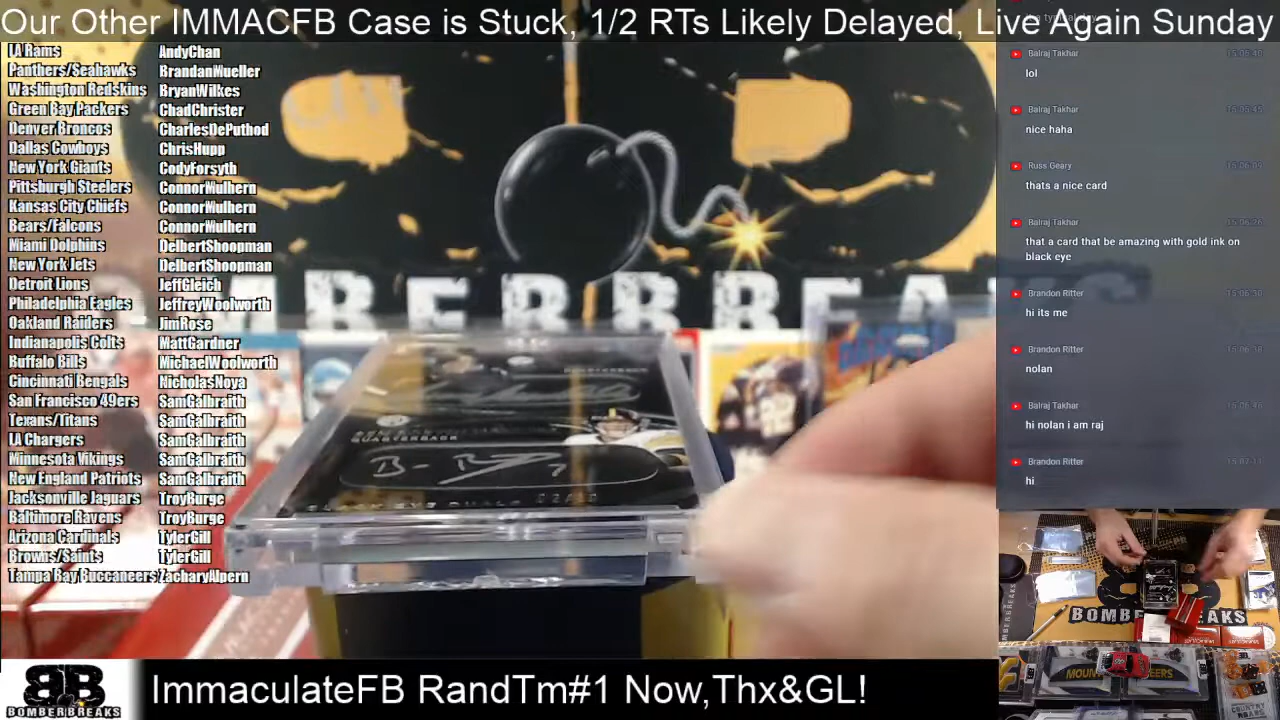 Our Other IMMACFB Case is Stuck, 1/2 RTs Likely Delayed, Live Again Sunday
LA Rams AndyChan
Panthers/Seahawks BrandanMueller
Washington Redskins BryanWilkes
Green Bay Packers ChadChrister
Denver Broncos CharlesDePuthod
Dallas Cowboys ChrisHupp
New York Giants CodyForsyth
Pittsburgh Steelers ConnorMulhern
Kansas City Chiefs ConnorMulhern
Bears/Falcons ConnorMulhern
Miami Dolphins DelbertShoopman
New York Jets DelbertShoopman
Detroit Lions JeffGleich
Philadelphia Eagles JeffreyWoolworth
Oakland Raiders JimRose
Indianapolis Colts MattGardner
Buffalo Bills MichaelWoolworth
Cincinnati Bengals NicholasNoya
San Francisco 49ers SamGalbraith
Texans/Titans SamGalbraith
LA Chargers SamGalbraith
Minnesota Vikings SamGalbraith
New England Patriots SamGalbraith
Jacksonville Jaguars TroyBurge
Baltimore Ravens TroyBurge
Arizona Cardinals TylerGill
Browns/Saints TylerGill
Tampa Bay Buccaneers ZacharyAlpern
Balraj Takhar
lol
Balraj Takhar
nice haha
Russ Geary
thats a nice card
Balraj Takhar
that a card that be amazing with gold ink on
black eye
Brandon Ritter
hi its me
Brandon Ritter
nolan
Balraj Takhar
hi nolan i am raj
Brandon Ritter
hi
QUARTERBACK
BOMBERBREAKS
BOMBERBREAKS
ImmaculateFB RandTm#1 Now,Thx&GL!